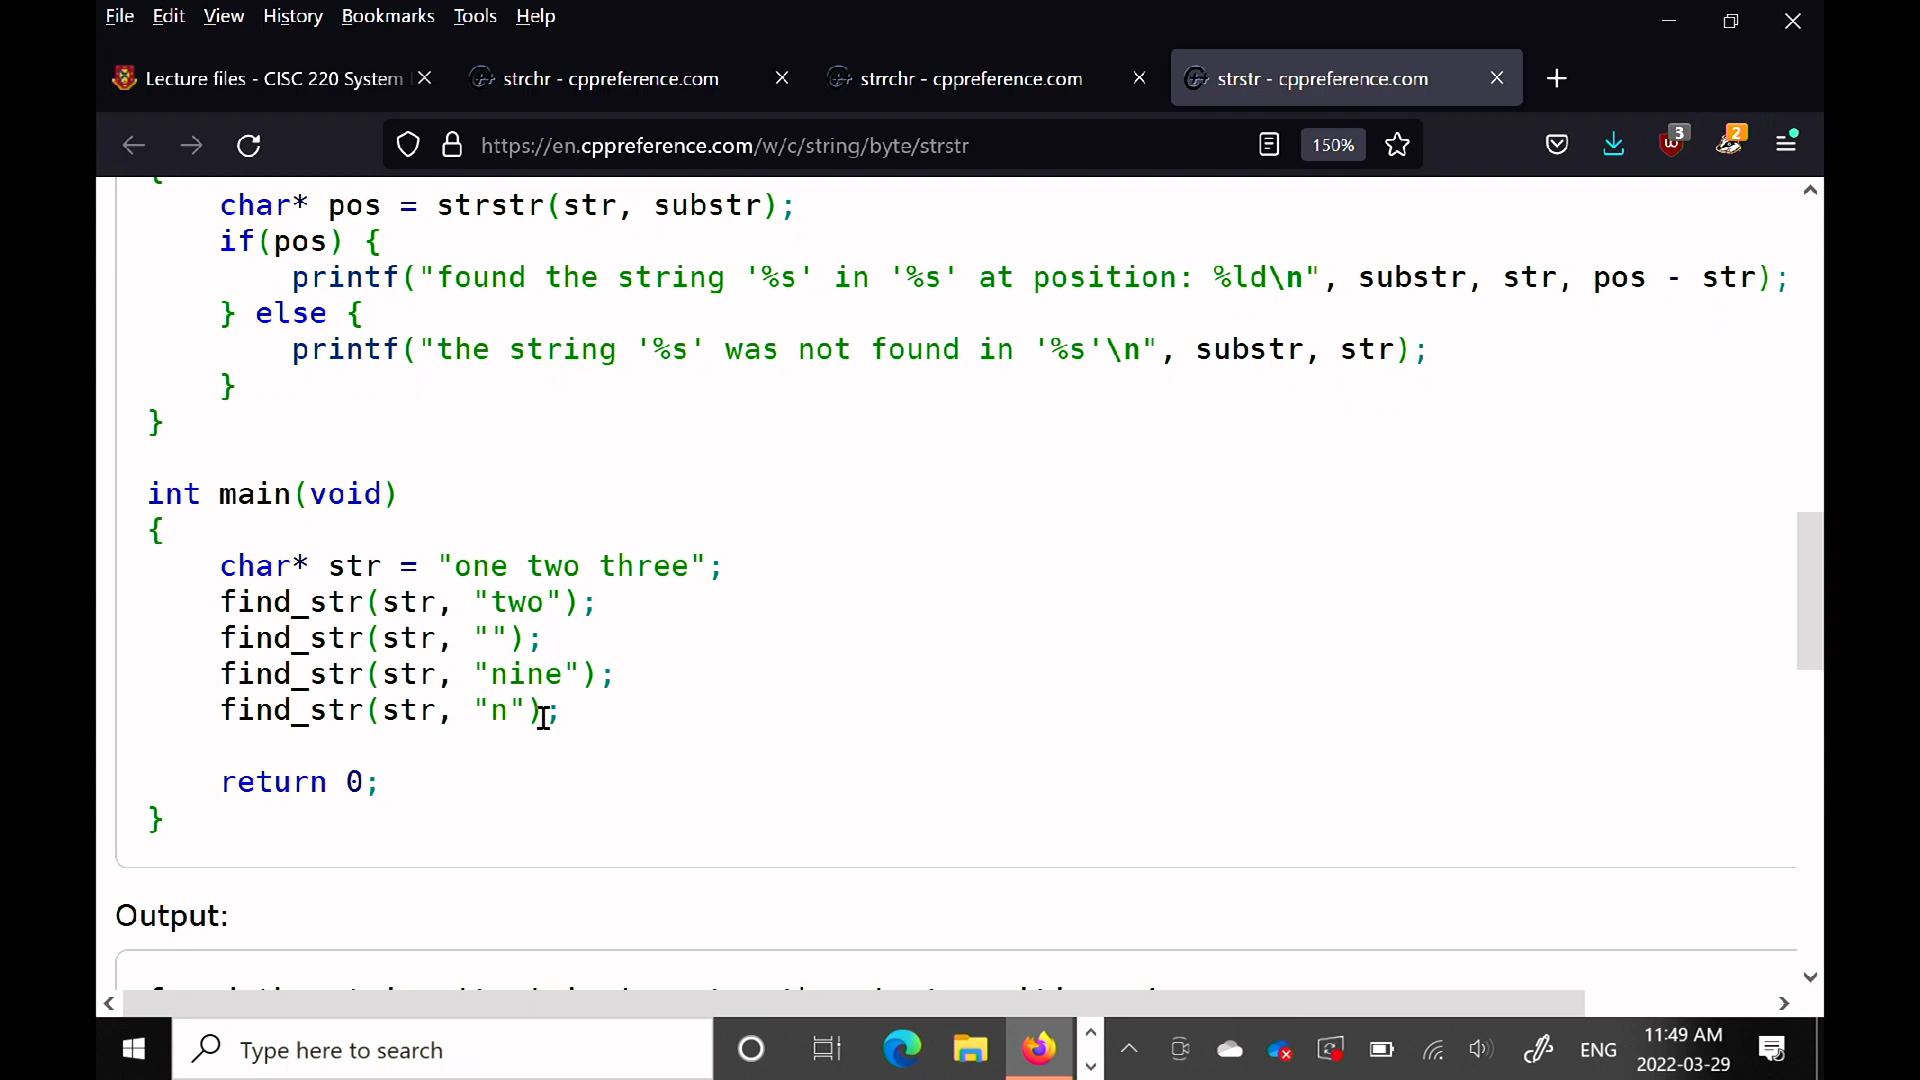 File Edit View History Bookmarks Tools Help
Lecture files - CISC 220 System strchr - cppreference.com strrchr - cppreference.com strstr - cppreference.com
https://en.cppreference.com/w/c/string/byte/strstr 150% 3 2
{
    char* pos = strstr(str, substr);
    if(pos) {
        printf("found the string '%s' in '%s' at position: %ld\n", substr, str, pos - str);
    } else {
        printf("the string '%s' was not found in '%s'\n", substr, str);
    }
}
int main(void)
{
    char* str = "one two three";
    find_str(str, "two");
    find_str(str, "");
    find_str(str, "nine");
    find_str(str, "n");
    return 0;
}
Output:
Type here to search ENG 11:49 AM
2022-03-29